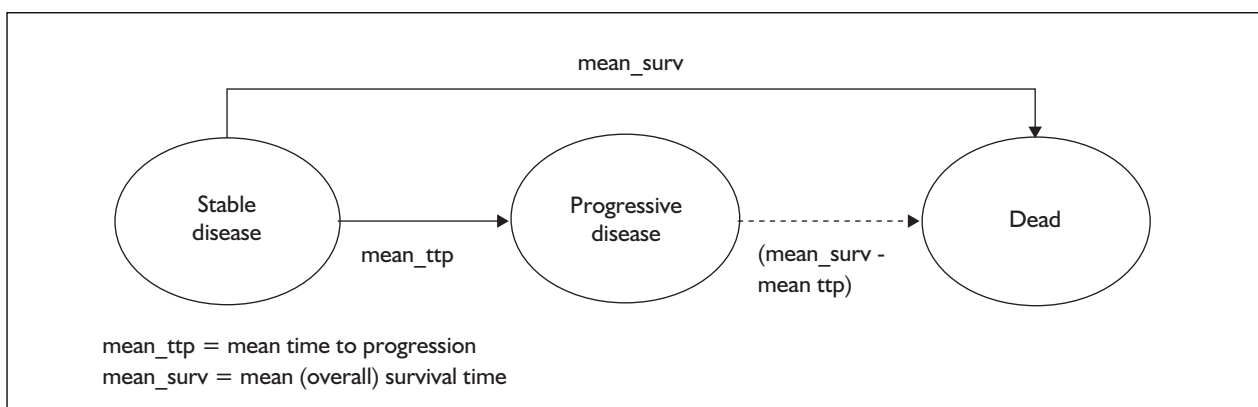 mean_surv
Stable
disease
mean_ttp
Progressive
disease
(mean_surv -
mean ttp)
Dead
mean_ttp = mean time to progression
mean_surv = mean (overall) survival time